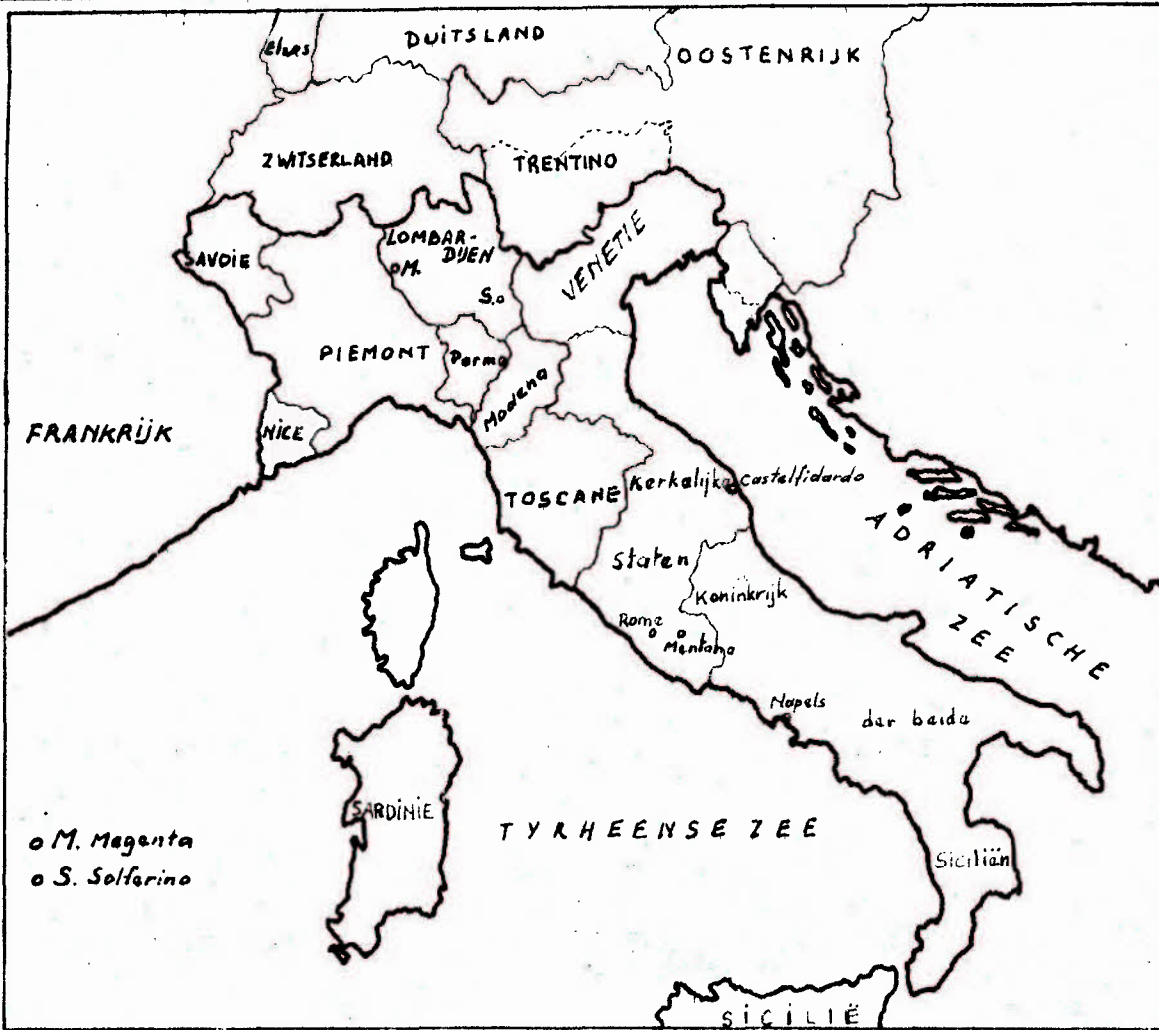 Elzas
DUITSLAND
OOSTENRIJK
ZWITSERLAND
TRENTINO
SAVOIE
LOMBAR-
DIJEN
M.
S.
VENETIE
PIEMONT
Parma
Modena
FRANKRIJK
NICE
TOSCANE
Kerkelijke
Castelfidardo
Staten
Koninkrijk
Rome
Mentana
ADRIATISCHE
ZEE
Napels
der beide
SARDINIE
TYRHEENSE ZEE
Siciliën
o M. Magenta
o S. Solferino
SICILIË